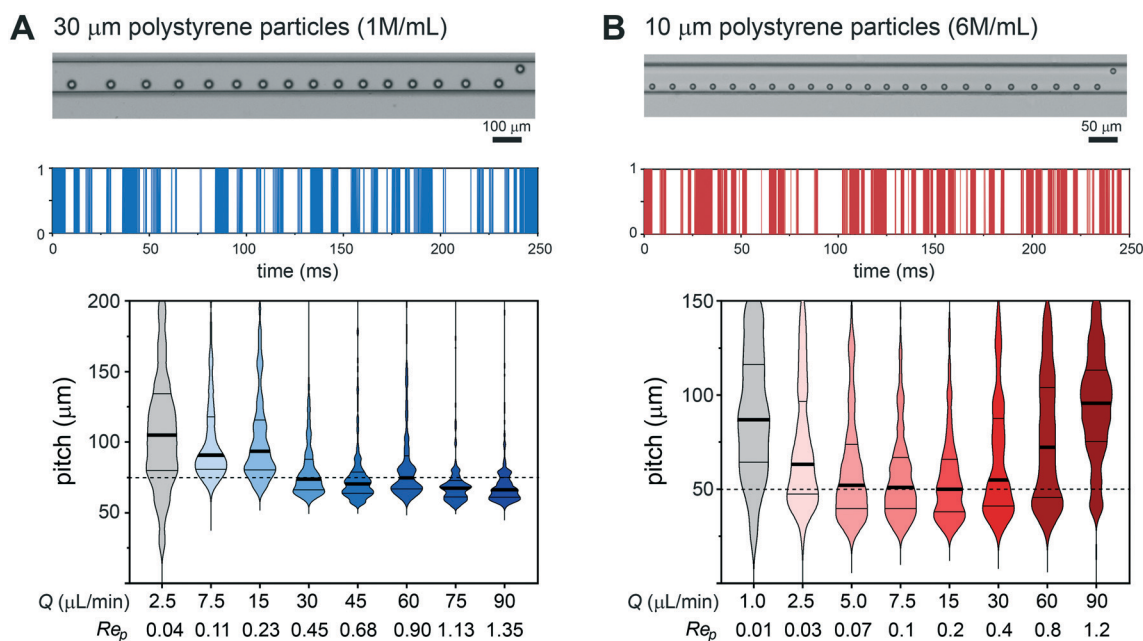 A 30 μm polystyrene particles (1M/mL)
100 μm
1
0
0 50 100 150 200 250
time (ms)
200
150
100
50
pitch (μm)
Q (μL/min) 2.5 7.5 15 30 45 60 75 90
Rep 0.04 0.11 0.23 0.45 0.68 0.90 1.13 1.35
B 10 μm polystyrene particles (6M/mL)
50 μm
1
0
0 50 100 150 200 250
time (ms)
150
100
50
pitch (μm)
Q (μL/min) 1.0 2.5 5.0 7.5 15 30 60 90
Rep 0.01 0.03 0.07 0.1 0.2 0.4 0.8 1.2